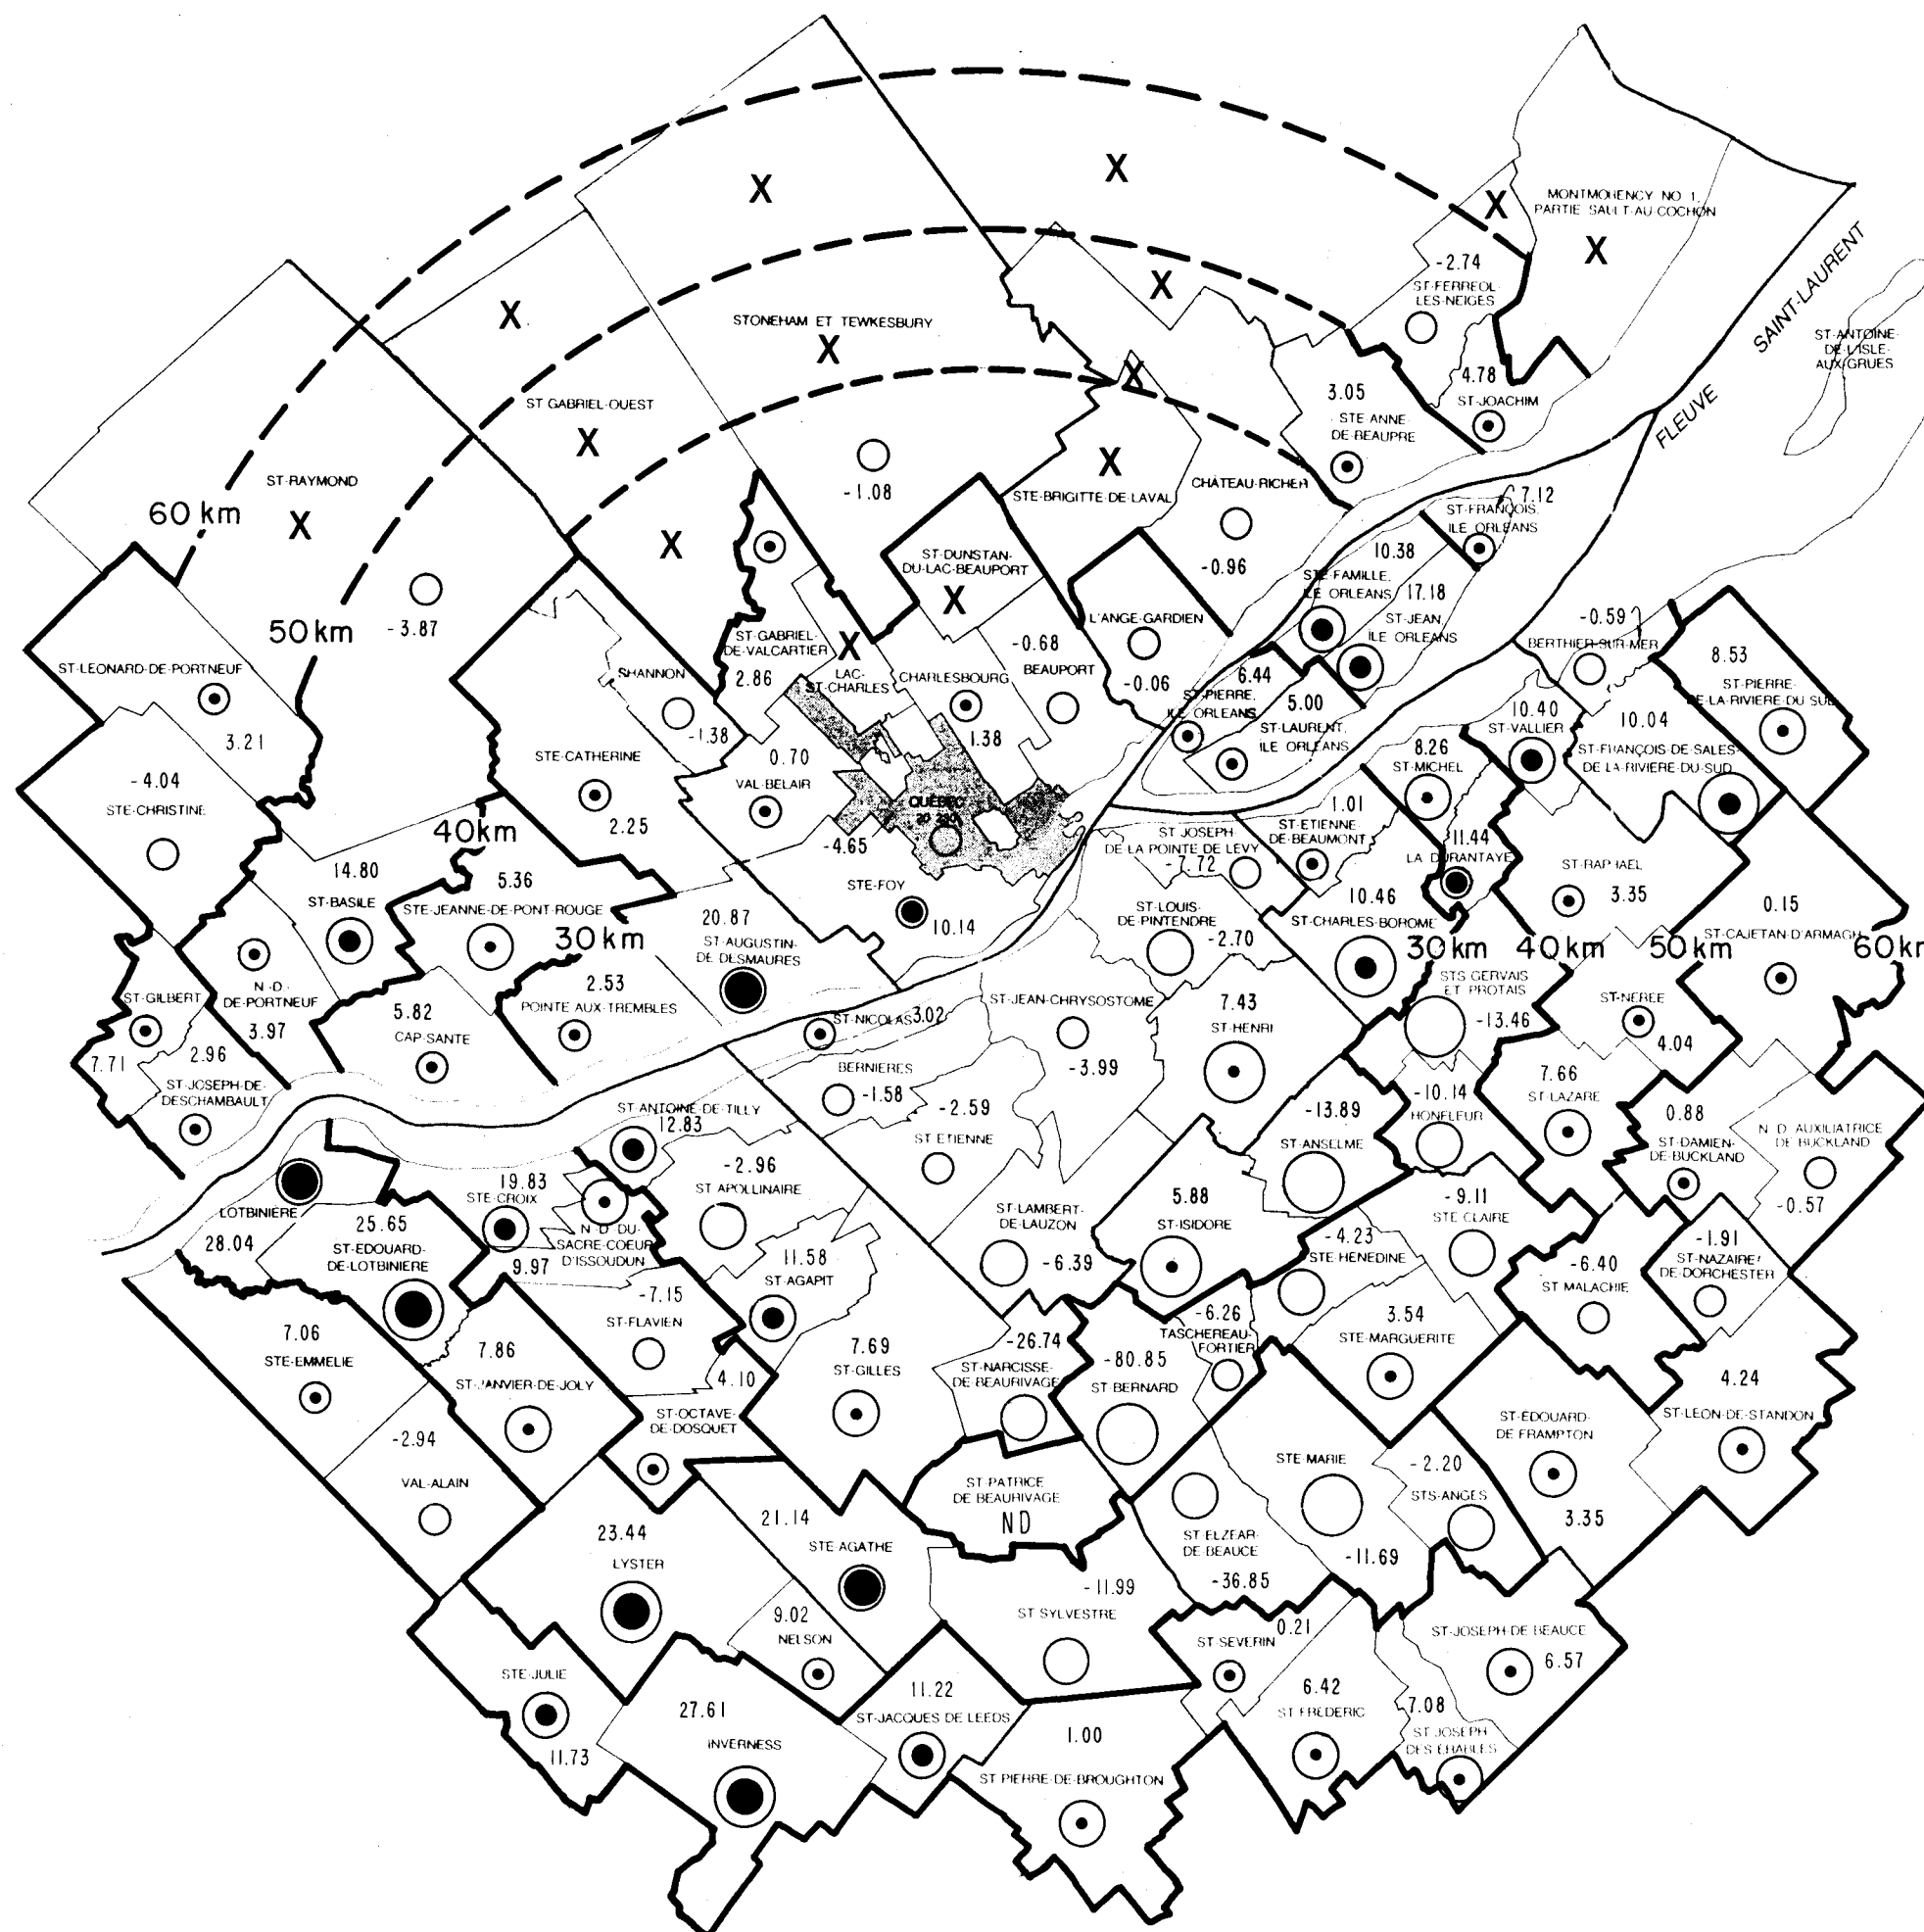 X
X
X
MONTMORENCY NO 1,
PARTIE SAULT-AU-COCHON
X
-2.74
ST-FERREOL-
LES-NEIGES
X
X
STONEHAM ET TEWKESBURY
X
SAINT-LAURENT
FLEUVE
ST-ANTOINE-
DE-L'ISLE-
AUX-GRUES
X
3.05
STE-ANNE-
DE-BEAUPRE
4.78
ST-JOACHIM
ST GABRIEL-OUEST
X
-1.08
X
STE-BRIGITTE-DE-LAVAL
CHÂTEAU-RICHER
-0.96
ST-RAYMOND
X
60 km
7.12
ST-FRANÇOIS,
ILE ORLEANS
X
ST-DUNSTAN-
DU-LAC-BEAUPORT
X
10.38
STE-FAMILLE,
ILE ORLEANS
17.18
ST-JEAN,
ILE ORLEANS
-3.87
50km
L'ANGE-GARDIEN
-0.06
-0.59
BERTHIER-SUR-MER
8.53
ST-PIERRE-
DE-LA-RIVIERE-DU SUD
ST-LEONARD-DE-PORTNEUF
3.21
SHANNON
-1.38
ST-GABRIEL-
DE-VALCARTIER
2.86
X
LAC-
ST-CHARLES
CHARLESBOURG
1.38
-0.68
BEAUPORT
6.44
ST-PIERRE,
ILE ORLEANS
5.00
ST-LAURENT,
ILE ORLEANS
10.40
ST-VALLIER
10.04
ST-FRANÇOIS-DE-SALES-
DE-LA-RIVIERE-DU-SUD
-4.04
STE-CHRISTINE
STE-CATHERINE
2.25
0.70
VAL-BELAIR
QUÉBEC
-4.65
8.26
ST-MICHEL
1.01
ST-ETIENNE-
DE-BEAUMONT
ST JOSEPH-
DE LA POINTE DE LEVY
-7.72
11.44
LA DURANTAYE
ST-RAPHAEL
3.35
40km
14.80
ST-BASILE
5.36
STE-JEANNE-DE-PONT-ROUGE
STE-FOY
10.14
20.87
ST-AUGUSTIN-
DE DESMAURES
30 km
ST-LOUIS-
DE-PINTENDRE
-2.70
10.46
ST-CHARLES-BOROME
0.15
ST-CAJETAN-D'ARMAGH
30km 40km 50km 60km
ST-GILBERT
7.71
N.-D.-
DE-PORTNEUF
3.97
5.82
CAP-SANTE
2.53
POINTE AUX-TREMBLES
ST-NICOLAS 3.02
ST-JEAN-CHRYSOSTOME
-3.99
7.43
ST-HENRI
STS GERVAIS
ET PROTAIS
-13.46
ST-NEREE
4.04
2.96
ST-JOSEPH-DE-
DESCHAMBAULT
BERNIERES
-1.58
-2.59
ST ETIENNE
-13.89
ST-ANSELME
-10.14
HONFLEUR
7.66
ST-LAZARE
0.88
ST-DAMIEN-
DE-BUCKLAND
N.-D. AUXILIATRICE
DE BUCKLAND
-0.57
ST ANTOINE-DE-TILLY
12.83
-2.96
ST APOLLINAIRE
LOTBINIÈRE
28.04
25.65
ST-EDOUARD-
DE-LOTBINIERE
19.83
STE-CROIX
N.-D. DU-
SACRE-COEUR
D'ISSOUDUN
9.97
ST-LAMBERT-
DE-LAUZON
-6.39
5.88
ST-ISIDORE
-4.23
STE-HENEDINE
-9.11
STE CLAIRE
-6.40
ST MALACHIE
-1.91
ST-NAZAIRE-
DE-DORCHESTER
11.58
ST-AGAPIT
-7.15
ST-FLAVIEN
7.06
STE-EMMELIE
7.86
ST-JANVIER-DE-JOLY
4.10
ST-OCTAVE-
DE-DOSQUET
7.69
ST-GILLES
-26.74
ST-NARCISSE-
DE-BEAURIVAGE
-80.85
ST-BERNARD
-6.26
TASCHEREAU-
FORTIER
3.54
STE-MARGUERITE
4.24
ST-LEON-DE-STANDON
ST-ÉDOUARD-
DE FRAMPTON
3.35
-2.94
VAL-ALAIN
ST-PATRICE
DE BEAURIVAGE
ND
STE-MARIE
-11.69
-2.20
STS-ANGES
ST-ELZEAR-
DE-BEAUCE
-36.85
23.44
LYSTER
21.14
STE-AGATHE
-11.99
ST SYLVESTRE
9.02
NELSON
ST-SEVERIN
0.21
ST-JOSEPH-DE BEAUCE
6.57
STE-JULIE
11.73
27.61
INVERNESS
11.22
ST-JACQUES DE LEEDS
1.00
ST PIERRE-DE-BROUGHTON
6.42
ST FREDERIC
7.08
ST JOSEPH
DES ERABLES